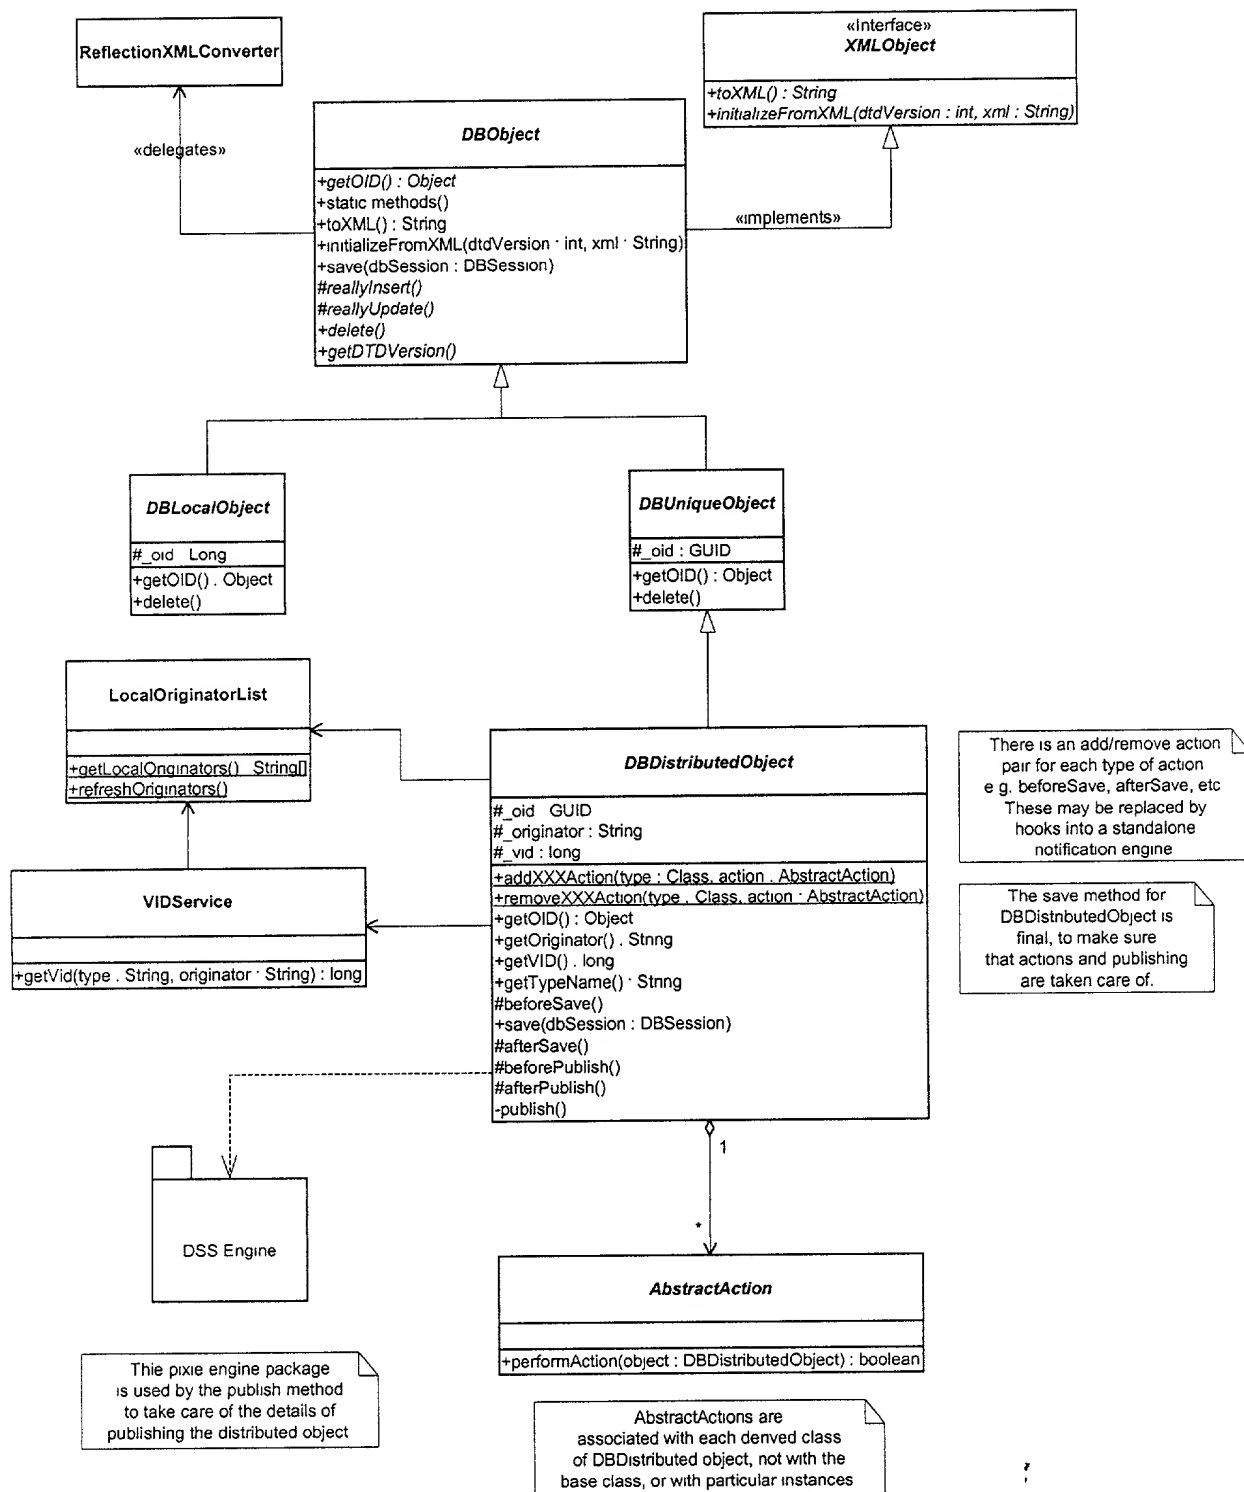 ReflectionXMLConverter
«Interface»
XMLObject
+toXML() : String
+initializeFromXML(dtdVersion : int, xml : String)
«delegates»
«implements»
DBObject
+getOID() : Object
+static methods()
+toXML() : String
+initializeFromXML(dtdVersion : int, xml : String)
+save(dbSession : DBSession)
#reallyInsert()
#reallyUpdate()
+delete()
+getDTDVersion()
DBLocalObject
#_oid Long
+getOID() . Object
+delete()
DBUniqueObject
#_oid : GUID
+getOID() : Object
+delete()
LocalOriginatorList
+getLocalOriginators() String[]
+refreshOriginators()
VIDService
+getVid(type . String, originator : String) : long
DBDistributedObject
#_oid GUID
#_originator : String
#_vid : long
+addXXXAction(type : Class, action . AbstractAction)
+removeXXXAction(type . Class, action : AbstractAction)
+getOID() : Object
+getOriginator() . String
+getVID() . long
+getTypeName() : String
#beforeSave()
+save(dbSession : DBSession)
#afterSave()
#beforePublish()
#afterPublish()
-publish()
There is an add/remove action
pair for each type of action
e g. beforeSave, afterSave, etc
These may be replaced by
hooks into a standalone
notification engine
The save method for
DBDistributedObject is
final, to make sure
that actions and publishing
are taken care of.
1
*
DSS Engine
AbstractAction
+performAction(object : DBDistributedObject) : boolean
Thie pixie engine package
is used by the publish method
to take care of the details of
publishing the distributed object
AbstractActions are
associated with each derived class
of DBDistributed object, not with the
base class, or with particular instances